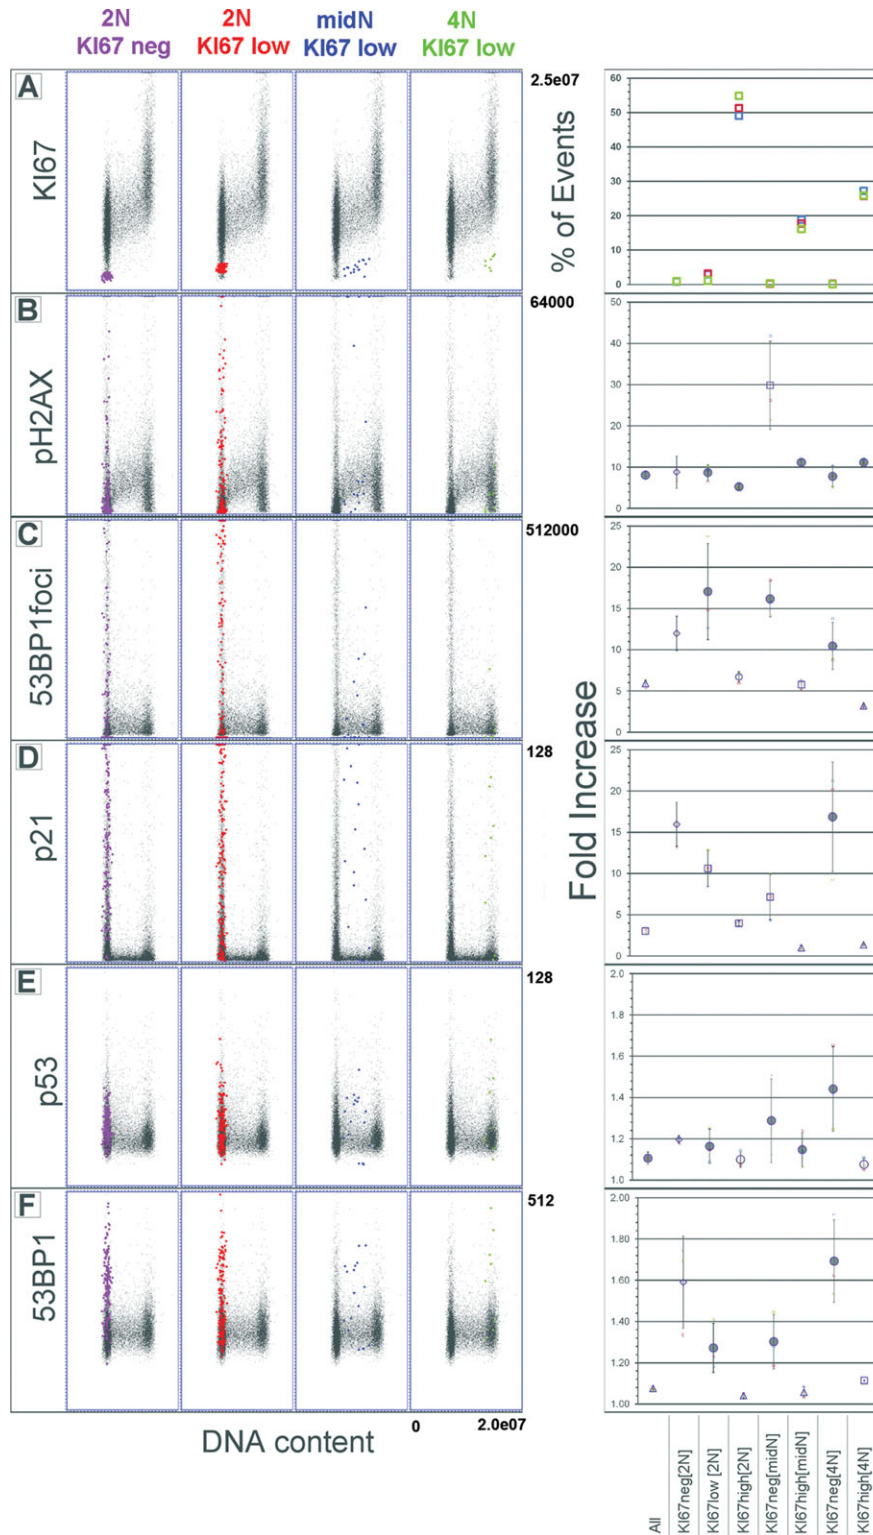 2N 2N midN 4N
KI67 neg KI67 low KI67 low KI67 low
A
KI67
2.5e07
% of Events
60
50
40
30
20
10
0
B
pH2AX
64000
50
40
30
20
10
0
C
53BP1foci
512000
25
20
15
10
5
0
D
p21
128
Fold Increase
25
20
15
10
5
0
E
p53
128
2.0
1.8
1.6
1.4
1.2
1.0
F
53BP1
512
2.00
1.80
1.60
1.40
1.20
1.00
0 2.0e07
DNA content
All
KI67neg[2N]
KI67low [2N]
KI67high[2N]
KI67neg[midN]
KI67high[midN]
KI67neg[4N]
KI67high[4N]